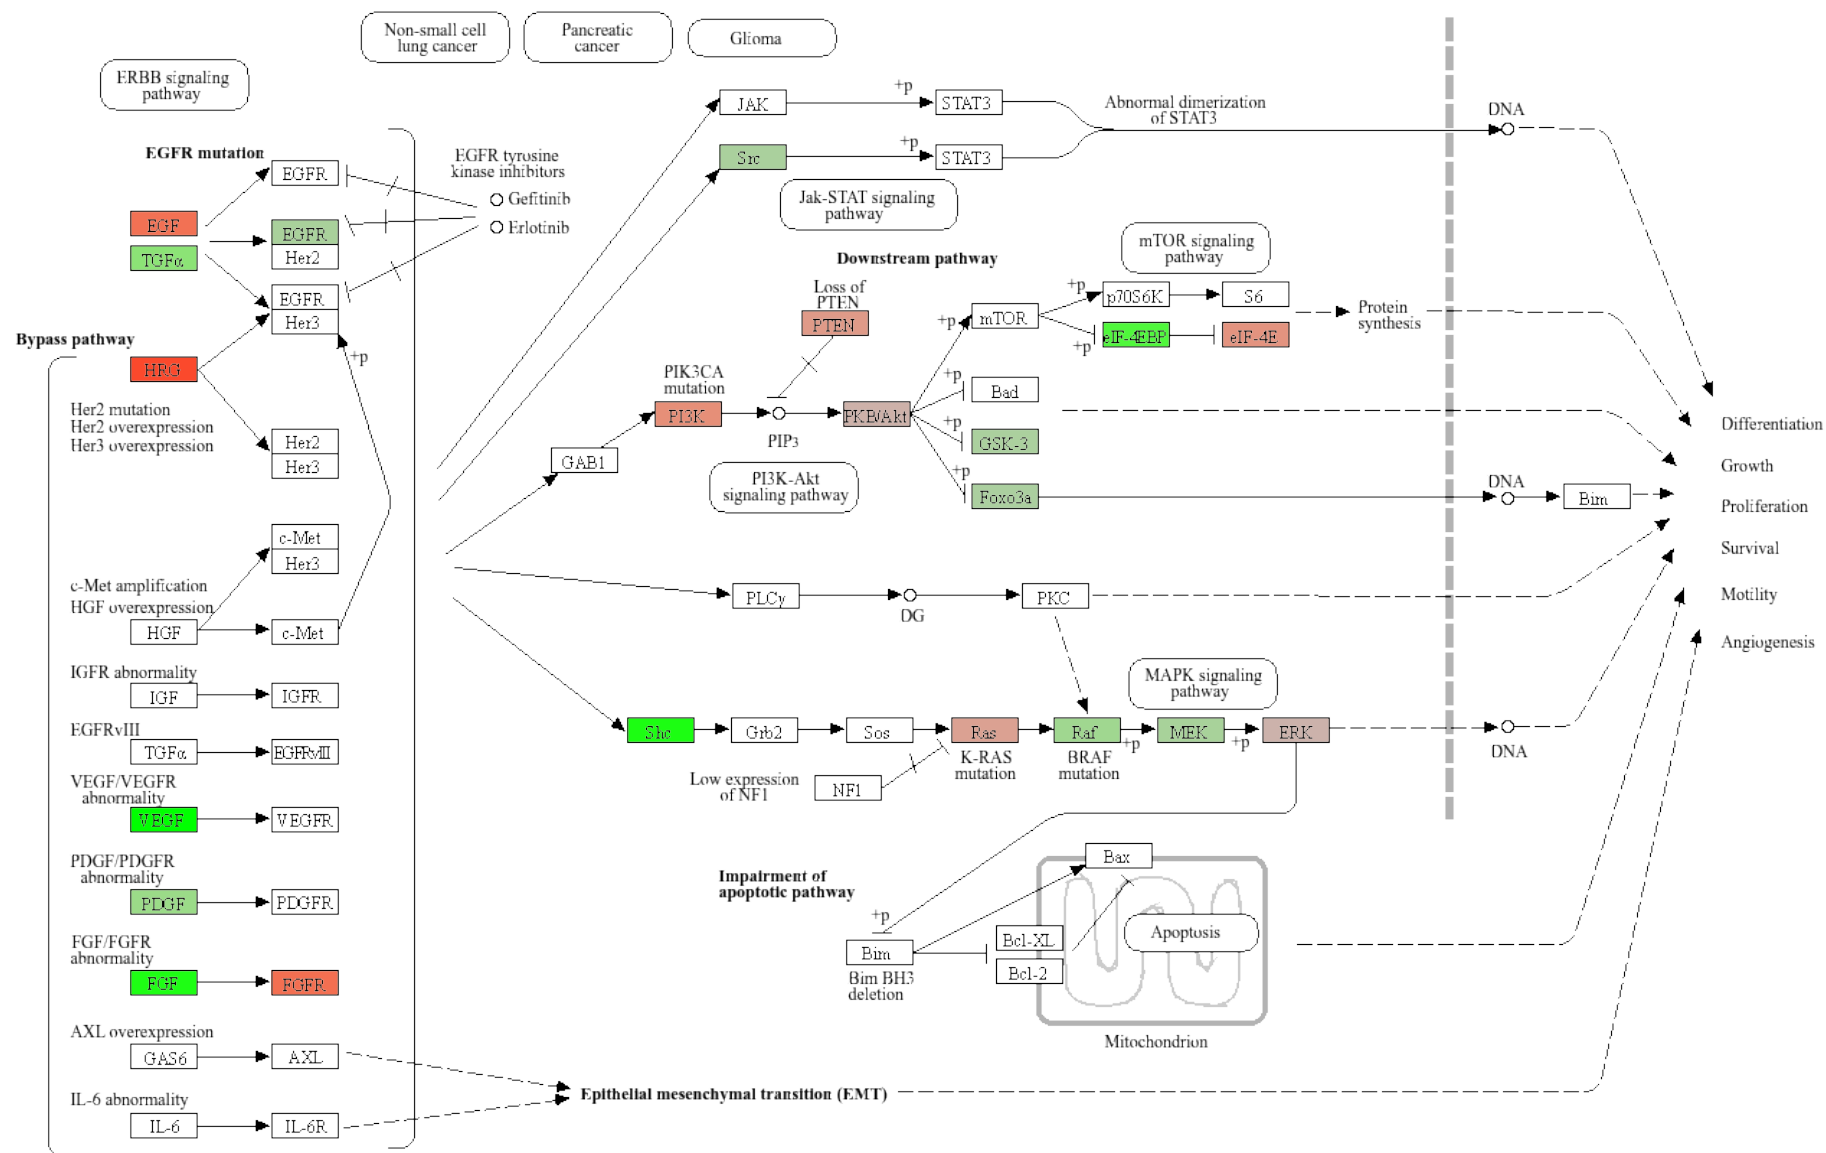 Non-small cell
lung cancer
Pancreatic
cancer
Glioma
ERBB signaling
pathway
EGFR mutation
EGFR
EGF
TGFα
EGFR
Her2
EGFR
Her3
EGFR tyrosine
kinase inhibitors
Gefitinib
Erlotinib
JAK
+p
STAT3
Abnormal dimerization
of STAT3
DNA
Src
+p
STAT3
Jak-STAT signaling
pathway
mTOR signaling
pathway
Downstream pathway
Loss of
PTEN
PTEN
mTOR
+p
+p
p70S6K
S6
+p
eIF-4EBP
eIF-4E
Protein
synthesis
Bypass pathway
HRG
+p
Her2 mutation
Her2 overexpression
Her3 overexpression
Her2
Her3
PIK3CA
mutation
PI3K
PIP3
PKB/Akt
+p
Bad
+p
GSK-3
+p
Foxo3a
GAB1
PI3K-Akt
signaling pathway
DNA
Bim
Differentiation
Growth
Proliferation
Survival
Motility
Angiogenesis
c-Met
Her3
c-Met amplification
HGF overexpression
HGF
c-Met
PLCγ
DG
PKC
IGFR abnormality
IGF
IGFR
EGFRvIII
TGFα
EGFRvIII
MAPK signaling
pathway
Shc
Grb2
Sos
Ras
Raf
+p
MEK
+p
ERK
DNA
K-RAS
mutation
BRAF
mutation
Low expression
of NF1
NF1
VEGF/VEGFR
abnormality
VEGF
VEGFR
PDGF/PDGFR
abnormality
PDGF
PDGFR
Impairment of
apoptotic pathway
+p
Bim
Bim BH3
deletion
Bax
Bcl-XL
Bcl-2
Apoptosis
Mitochondrion
FGF/FGFR
abnormality
FGF
FGFR
AXL overexpression
GAS6
AXL
Epithelial mesenchymal transition (EMT)
IL-6 abnormality
IL-6
IL-6R